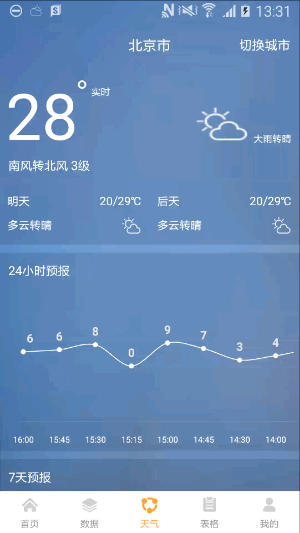 13:31
北京市 切换城市
28° 实时
大雨转晴
南风转北风 3级
明天 20/29℃ 后天 20/29℃
多云转晴 多云转晴
24小时预报
6 6 8 0 9 7 3 4
16:00 15:45 15:30 15:15 15:00 14:45 14:30 14:00
7天预报
首页 数据 天气 表格 我的